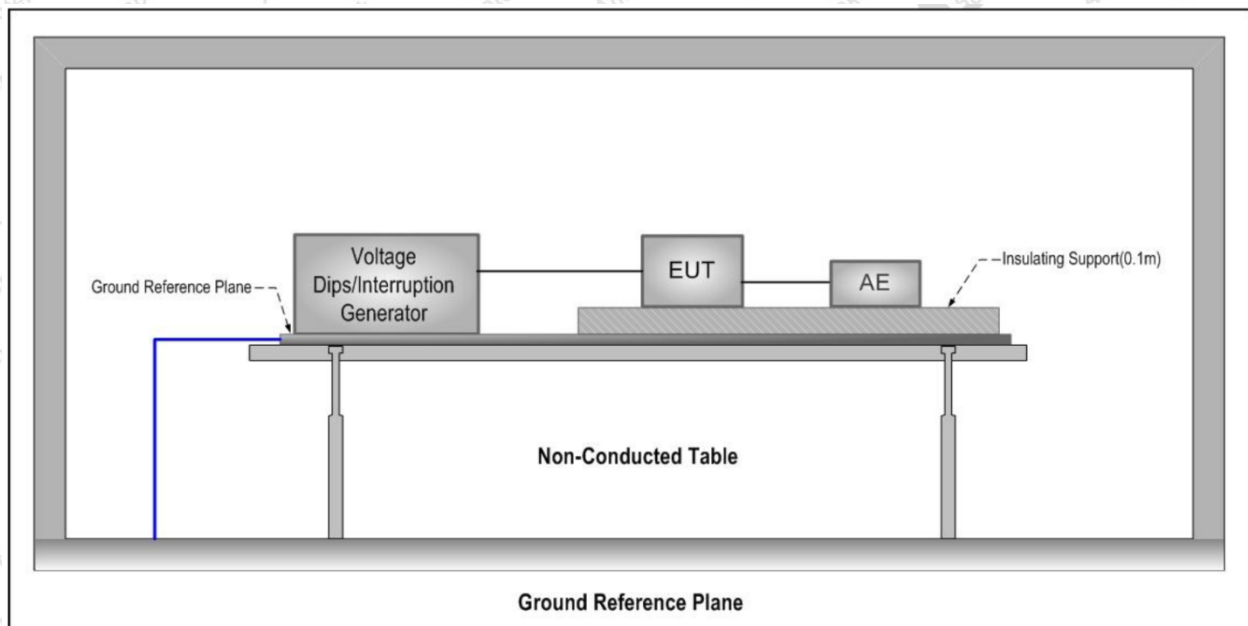 Voltage
Dips/Interruption
Generator
EUT
AE
Insulating Support(0.1m)
Ground Reference Plane
Non-Conducted Table
Ground Reference Plane